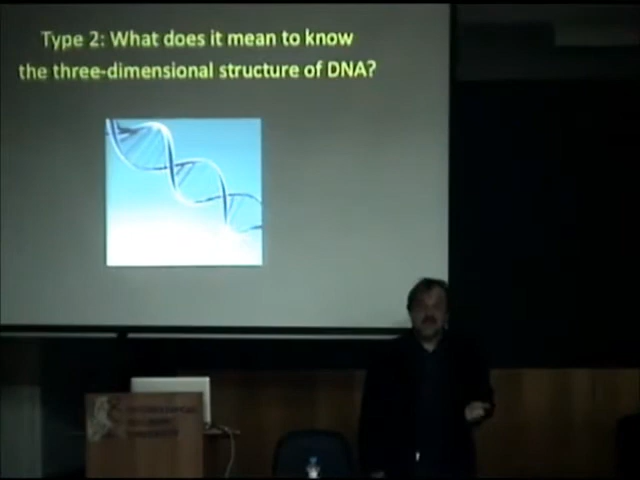 Type 2: What does it mean to know
the three-dimensional structure of DNA?